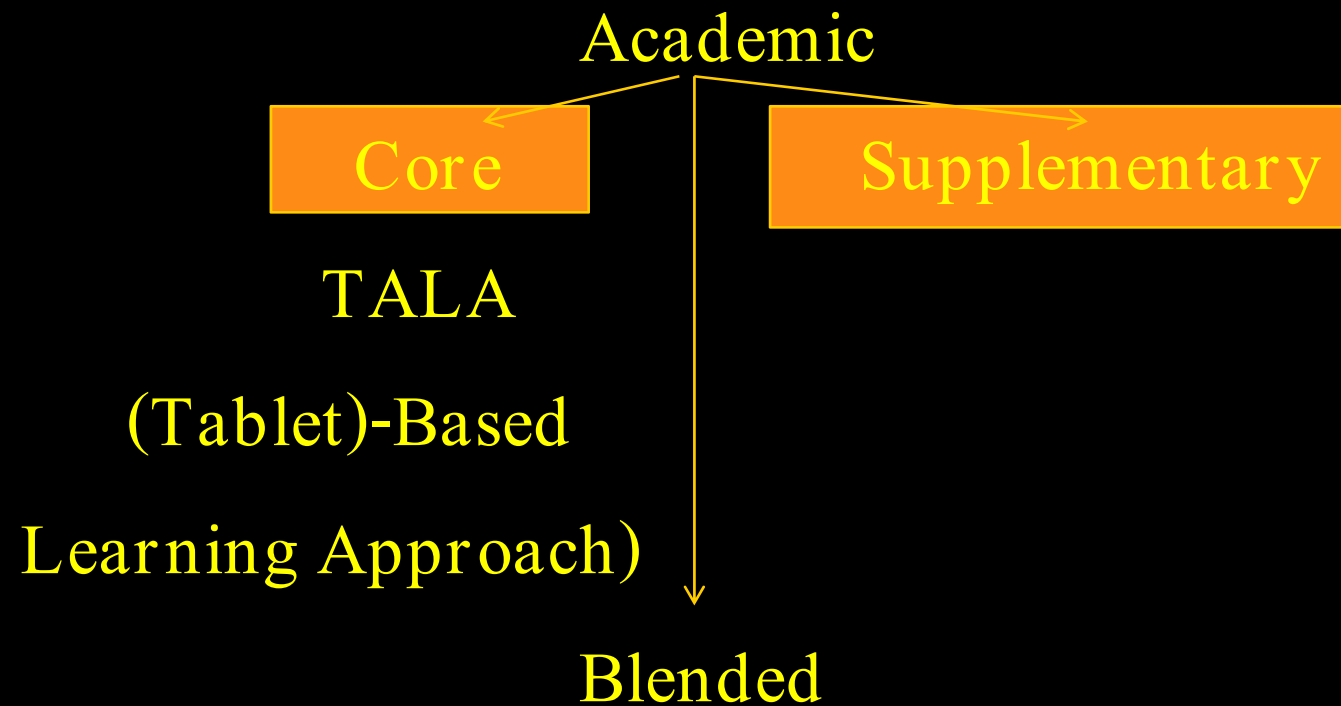 Academic
Core
Supplementary
TALA
(Tablet)-Based
Learning Approach)
Blended